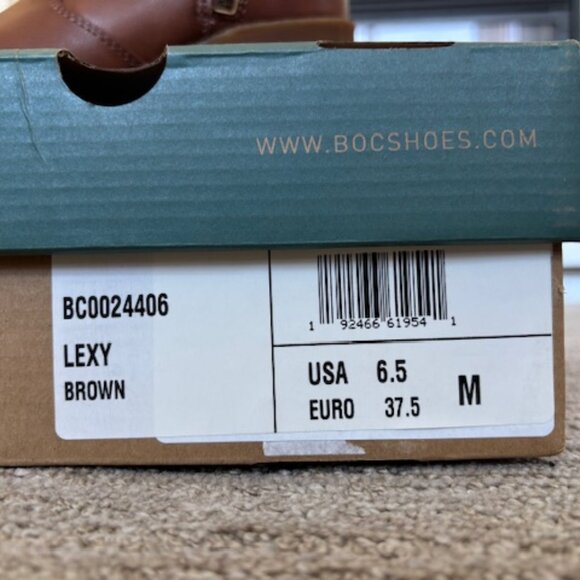 WWW.BOCSHOES.COM
BC0024406
LEXY
BROWN
1 92466 61954 1
USA 6.5
EURO 37.5
M